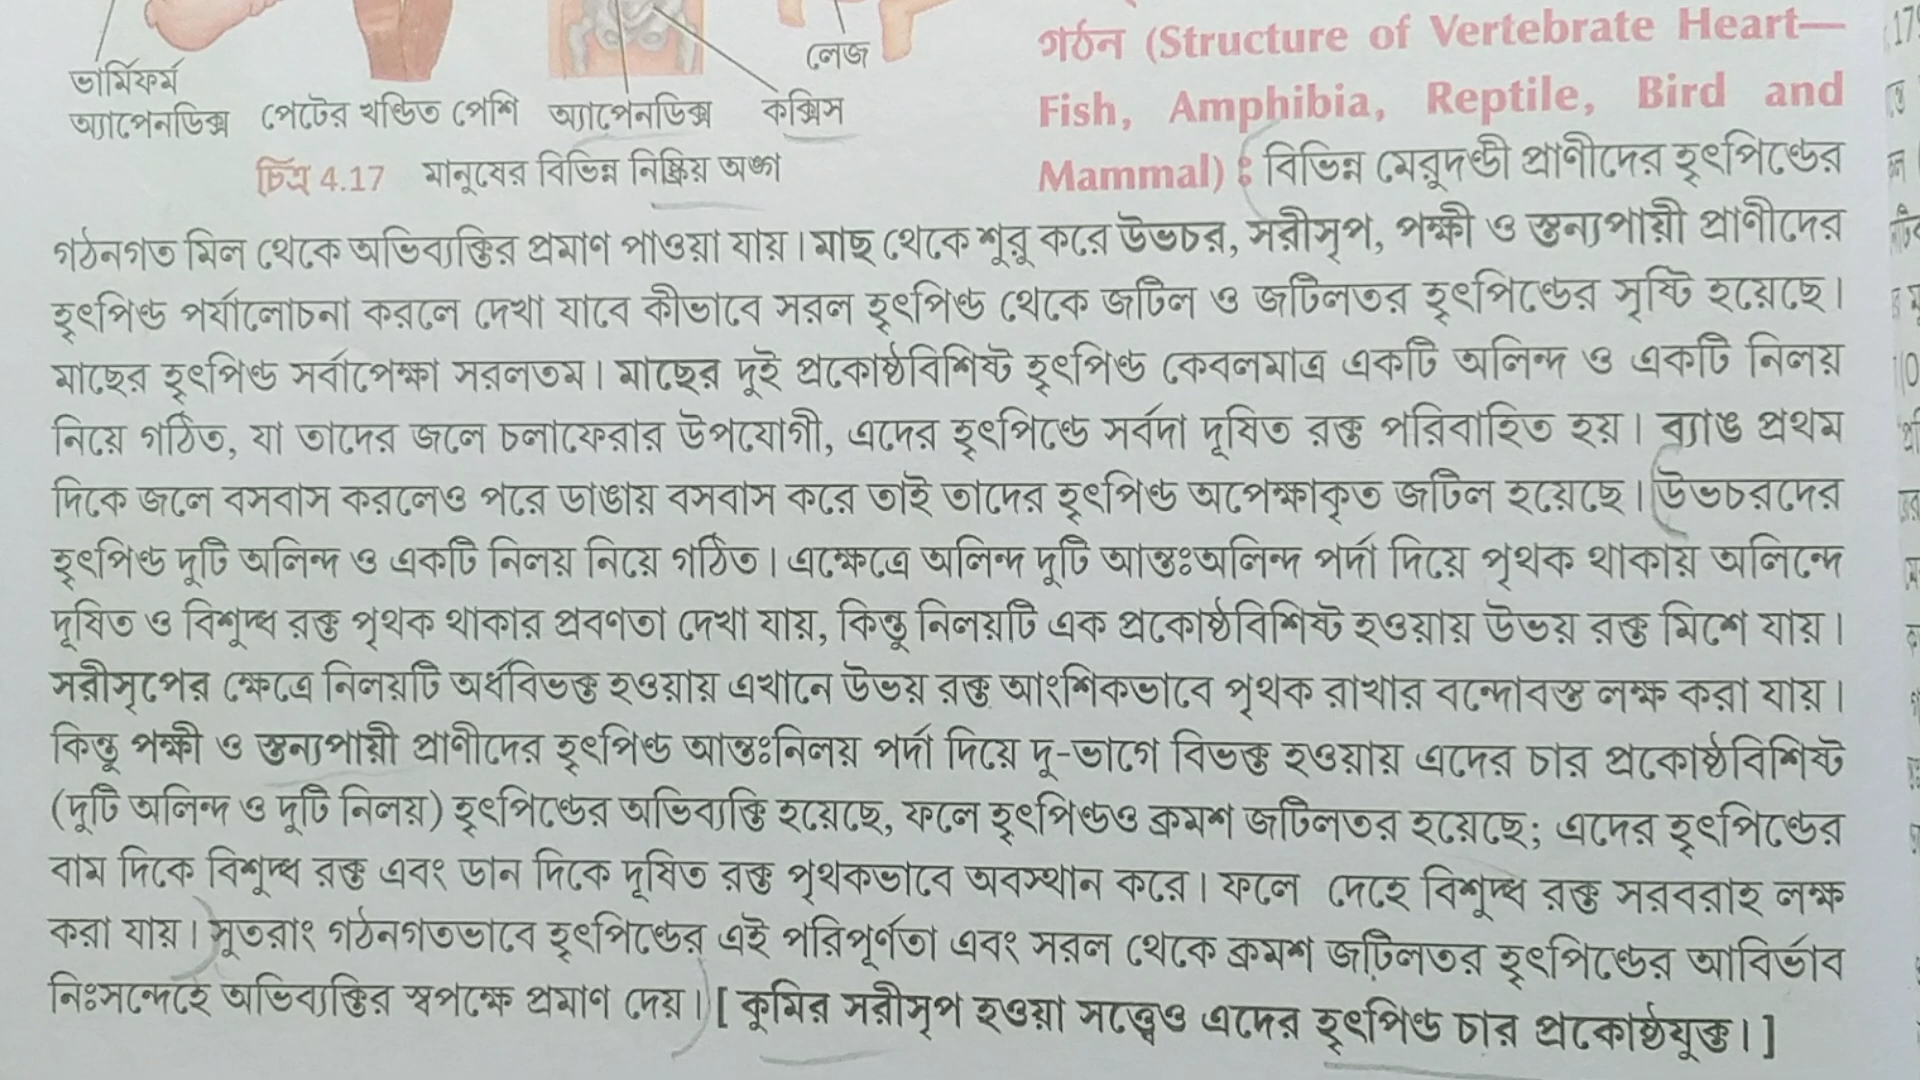 লেজ
ভার্মিফর্ম
অ্যাপেনডিক্স পেটের খণ্ডিত পেশি অ্যাপেনডিক্স কক্সিস
চিত্র 4.17 মানুষের বিভিন্ন নিষ্ক্রিয় অঙ্গ
গঠন (Structure of Vertebrate Heart—
Fish, Amphibia, Reptile, Bird and
Mammal) : বিভিন্ন মেরুদণ্ডী প্রাণীদের হৃৎপিণ্ডের
গঠনগত মিল থেকে অভিব্যক্তির প্রমাণ পাওয়া যায়। মাছ থেকে শুরু করে উভচর, সরীসৃপ, পক্ষী ও স্তন্যপায়ী প্রাণীদের
হৃৎপিণ্ড পর্যালোচনা করলে দেখা যাবে কীভাবে সরল হৃৎপিণ্ড থেকে জটিল ও জটিলতর হৃৎপিণ্ডের সৃষ্টি হয়েছে।
মাছের হৃৎপিণ্ড সর্বাপেক্ষা সরলতম। মাছের দুই প্রকোষ্ঠবিশিষ্ট হৃৎপিণ্ড কেবলমাত্র একটি অলিন্দ ও একটি নিলয়
নিয়ে গঠিত, যা তাদের জলে চলাফেরার উপযোগী, এদের হৃৎপিণ্ডে সর্বদা দূষিত রক্ত পরিবাহিত হয়। ব্যাঙ প্রথম
দিকে জলে বসবাস করলেও পরে ডাঙায় বসবাস করে তাই তাদের হৃৎপিণ্ড অপেক্ষাকৃত জটিল হয়েছে। উভচরদের
হৃৎপিণ্ড দুটি অলিন্দ ও একটি নিলয় নিয়ে গঠিত। এক্ষেত্রে অলিন্দ দুটি আন্তঃঅলিন্দ পর্দা দিয়ে পৃথক থাকায় অলিন্দে
দূষিত ও বিশুদ্ধ রক্ত পৃথক থাকার প্রবণতা দেখা যায়, কিন্তু নিলয়টি এক প্রকোষ্ঠবিশিষ্ট হওয়ায় উভয় রক্ত মিশে যায়।
সরীসৃপের ক্ষেত্রে নিলয়টি অর্ধবিভক্ত হওয়ায় এখানে উভয় রক্ত আংশিকভাবে পৃথক রাখার বন্দোবস্ত লক্ষ করা যায়।
কিন্তু পক্ষী ও স্তন্যপায়ী প্রাণীদের হৃৎপিণ্ড আন্তঃনিলয় পর্দা দিয়ে দু-ভাগে বিভক্ত হওয়ায় এদের চার প্রকোষ্ঠবিশিষ্ট
(দুটি অলিন্দ ও দুটি নিলয়) হৃৎপিণ্ডের অভিব্যক্তি হয়েছে, ফলে হৃৎপিণ্ডও ক্রমশ জটিলতর হয়েছে; এদের হৃৎপিণ্ডের
বাম দিকে বিশুদ্ধ রক্ত এবং ডান দিকে দূষিত রক্ত পৃথকভাবে অবস্থান করে। ফলে দেহে বিশুদ্ধ রক্ত সরবরাহ লক্ষ
করা যায়। সুতরাং গঠনগতভাবে হৃৎপিণ্ডের এই পরিপূর্ণতা এবং সরল থেকে ক্রমশ জটিলতর হৃৎপিণ্ডের আবির্ভাব
নিঃসন্দেহে অভিব্যক্তির স্বপক্ষে প্রমাণ দেয়। [ কুমির সরীসৃপ হওয়া সত্ত্বেও এদের হৃৎপিণ্ড চার প্রকোষ্ঠযুক্ত। ]